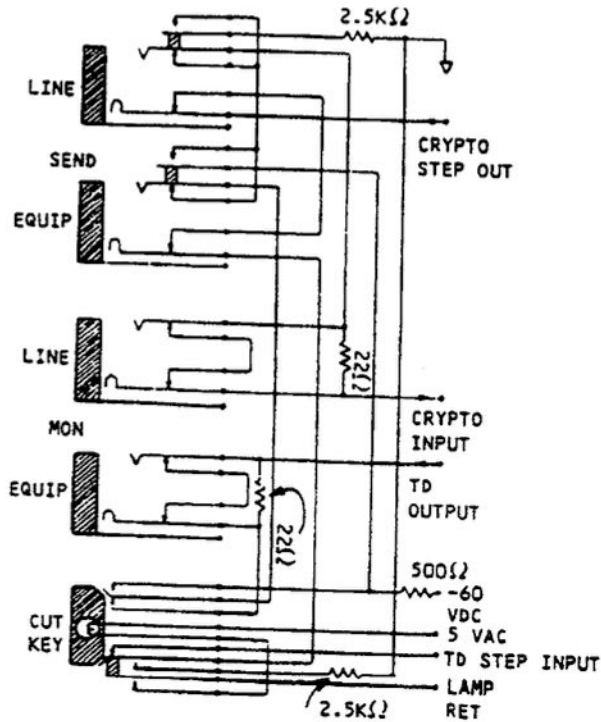 2.5KΩ
LINE
CRYPTO
STEP OUT
SEND
EQUIP
LINE
22Ω
CRYPTO
INPUT
MON
EQUIP
TD
OUTPUT
22Ω
500Ω
-60
VDC
CUT
KEY
5 VAC
TD STEP INPUT
LAMP
RET
2.5KΩ